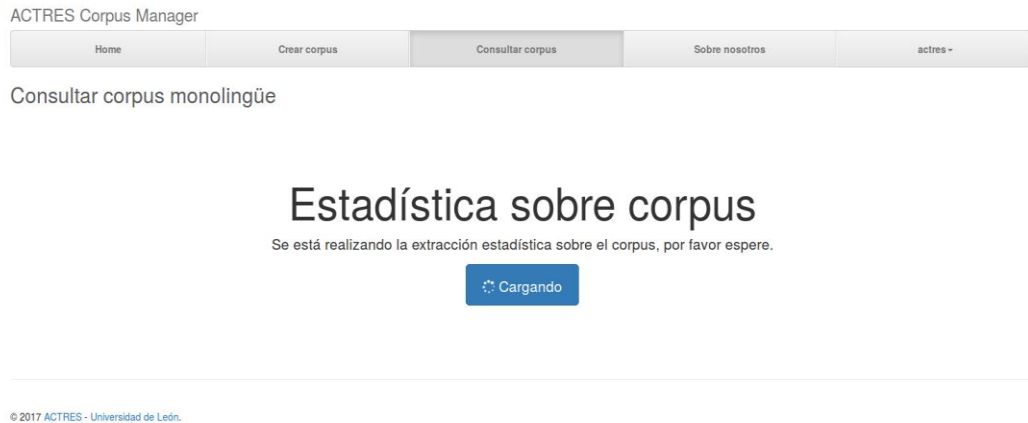 ACTRES Corpus Manager
Home Crear corpus Consultar corpus Sobre nosotros actres
Consultar corpus monolingüe
Estadística sobre corpus
Se está realizando la extracción estadística sobre el corpus, por favor espere.
Cargando
© 2017 ACTRES - Universidad de León.